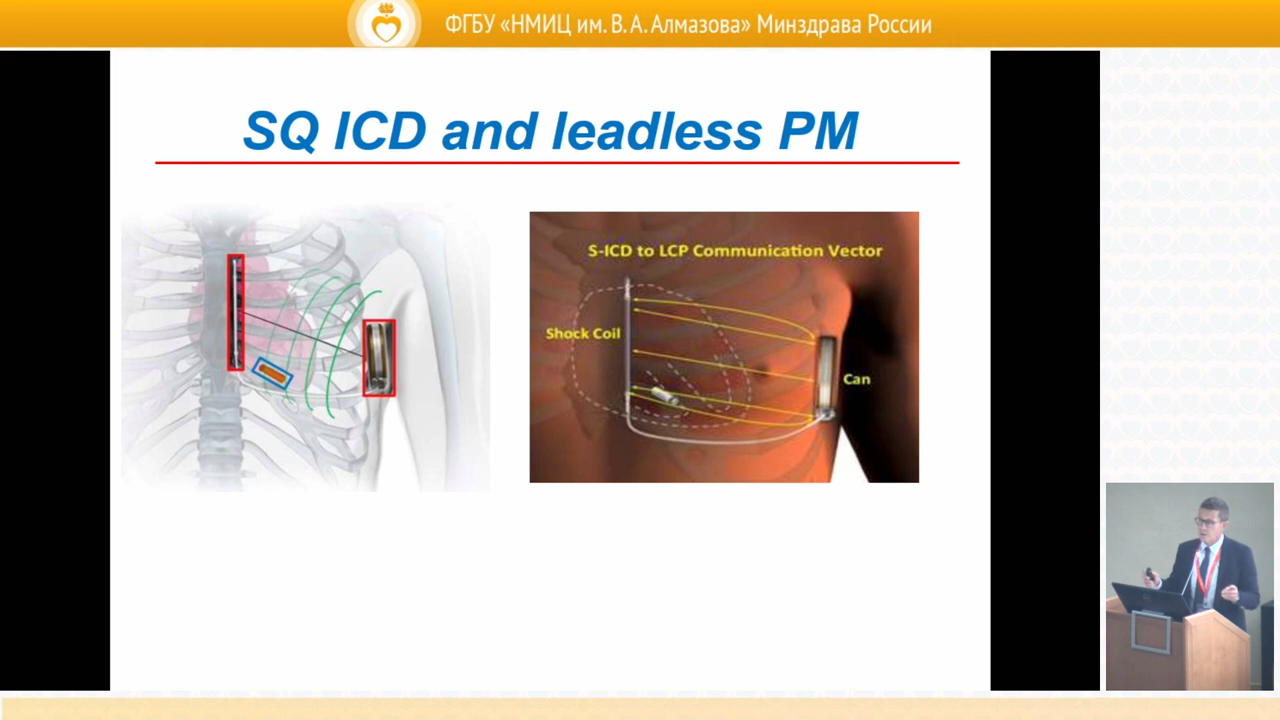 ФГБУ «НМИЦ им. В. А. Алмазова» Минздрава России
SQ ICD and leadless PM
S-ICD to LCP Communication Vector
Shock Coil
Can